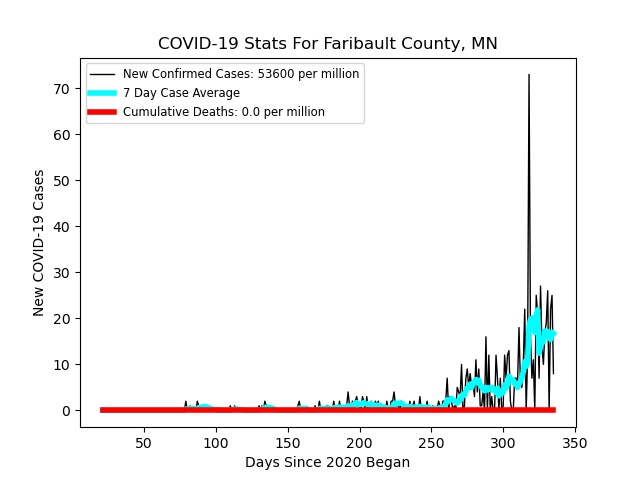 COVID-19 Stats For Faribault County, MN
New Confirmed Cases: 53600 per million
7 Day Case Average
Cumulative Deaths: 0.0 per million
New COVID-19 Cases
70
60
50
40
30
20
10
0
50 100 150 200 250 300 350
Days Since 2020 Began